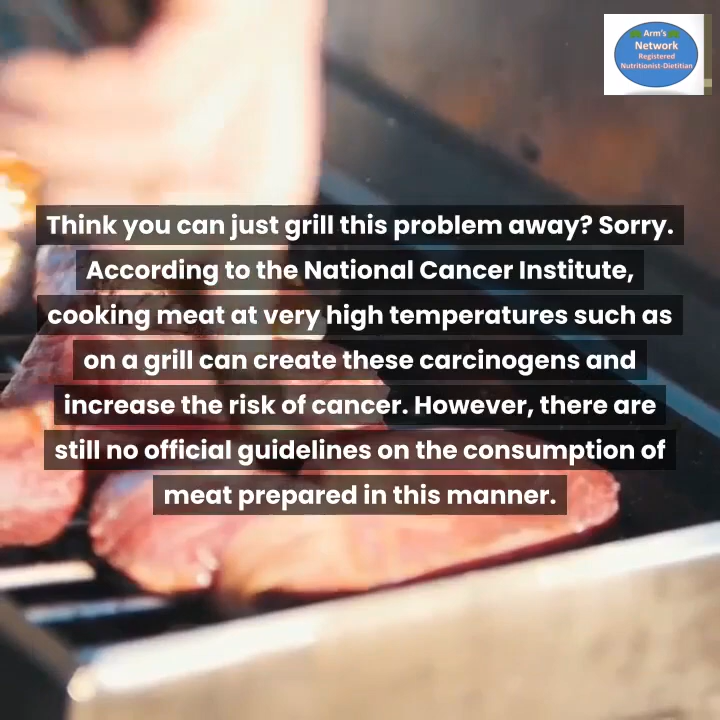 Arm's
Network
Registered
Nutritionist-Dietitian
Think you can just grill this problem away? Sorry.
According to the National Cancer Institute,
cooking meat at very high temperatures such as
on a grill can create these carcinogens and
increase the risk of cancer. However, there are
still no official guidelines on the consumption of
meat prepared in this manner.